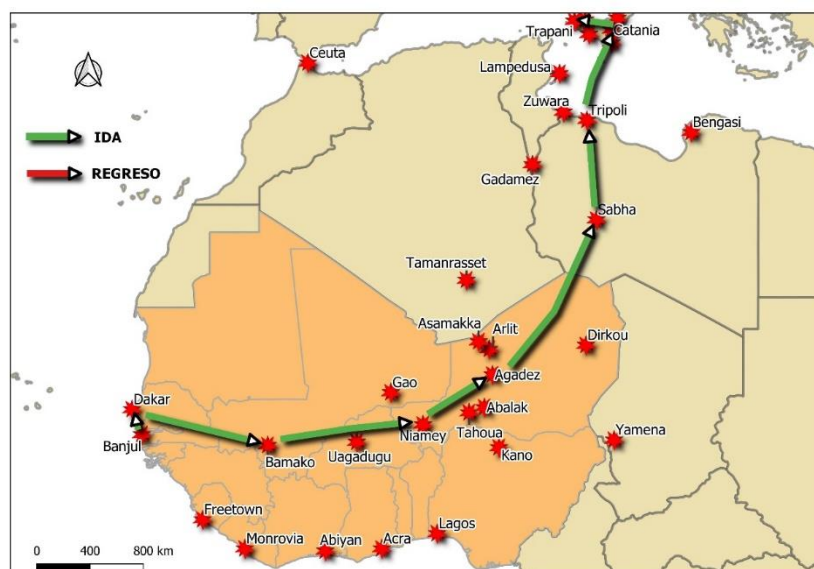 Trapani
Catania
Ceuta
Lampedusa
Zuwara
Tripoli
Bengasi
IDA
REGRESO
Gadamez
Sabha
Tamanrasset
Asamakka
Arlit
Dirkou
Agadez
Gao
Dakar
Abalak
Banjul
Niamey
Tahoua
Yamena
Bamako
Uagadugu
Kano
Freetown
Lagos
Monrovia
Abiyan
Acra
0 400 800 km